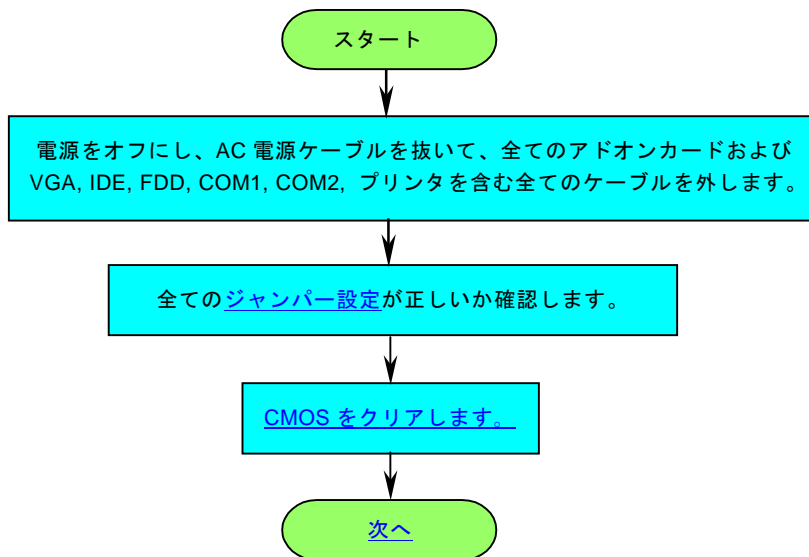 スタート
電源をオフにし、AC 電源ケーブルを抜いて、全てのアドオンカードおよび
VGA, IDE, FDD, COM1, COM2, プリンタを含む全てのケーブルを外します。
全てのジャンパー設定が正しいか確認します。
CMOS をクリアします。
次へ